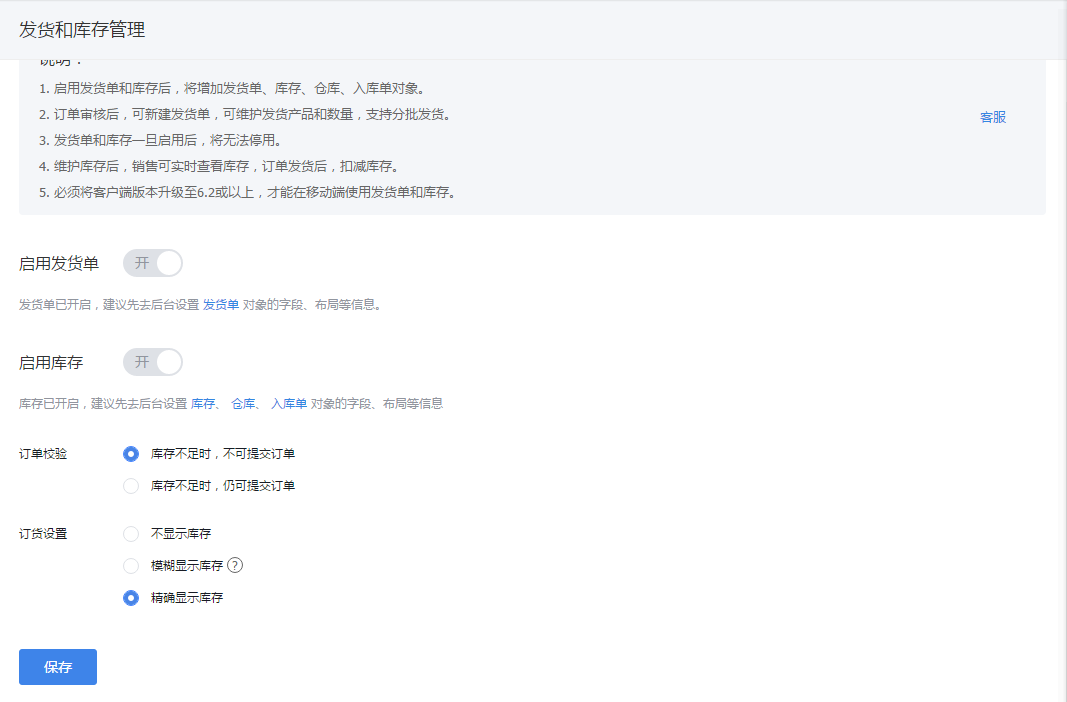 发货和库存管理
说明：
1. 启用发货单和库存后，将增加发货单、库存、仓库、入库单对象。
2. 订单审核后，可新建发货单，可维护发货产品和数量，支持分批发货。
客服
3. 发货单和库存一旦启用后，将无法停用。
4. 维护库存后，销售可实时查看库存，订单发货后，扣减库存。
5. 必须将客户端版本升级至6.2或以上，才能在移动端使用发货单和库存。
启用发货单 开
发货单已开启，建议先去后台设置 发货单 对象的字段、布局等信息。
启用库存 开
库存已开启，建议先去后台设置 库存、 仓库、 入库单 对象的字段、布局等信息
订单校验 库存不足时，不可提交订单
库存不足时，仍可提交订单
订货设置 不显示库存
模糊显示库存 ?
精确显示库存
保存